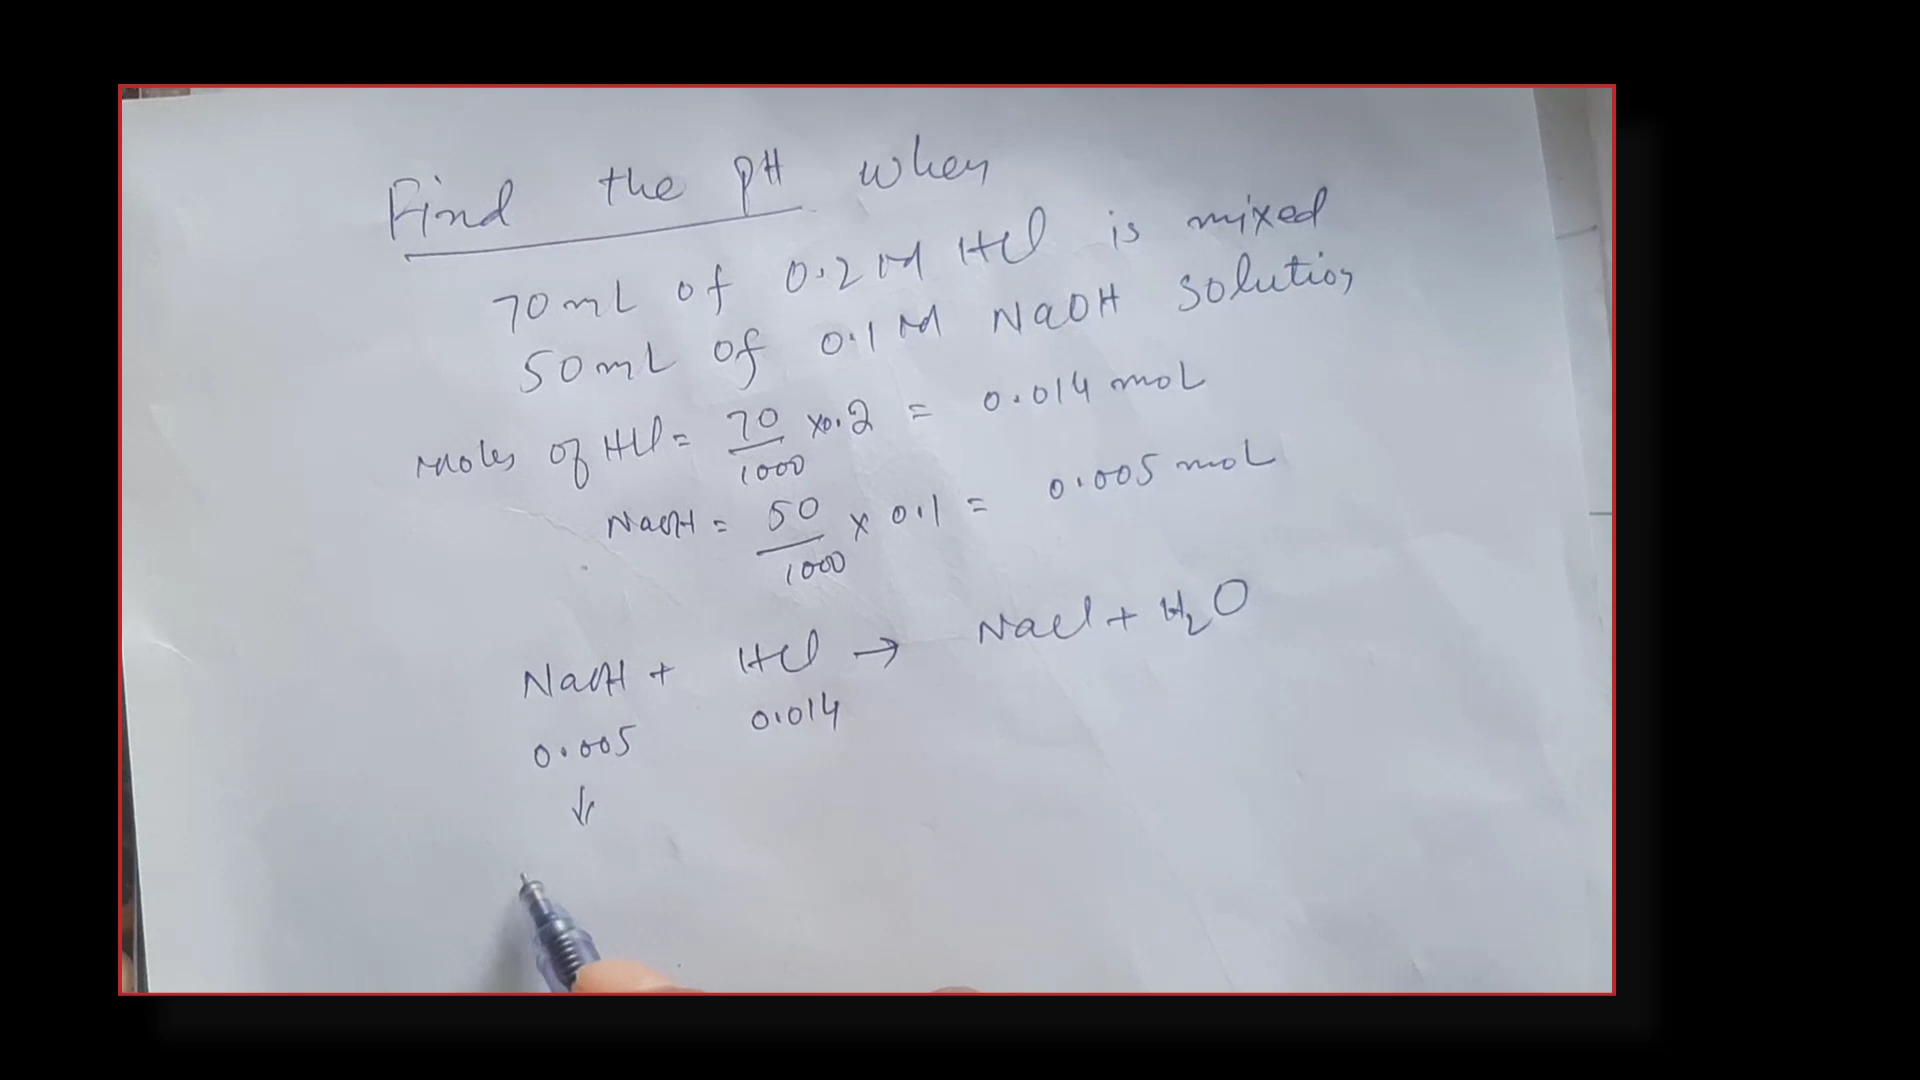 Find the pH when
70 mL of 0.2 M HCl is mixed
50 mL of 0.1 M NaOH solution
Moles of HCl = 70/1000 x0.2 = 0.014 moL
NaOH = 50/1000 x 0.1 = 0.005 moL
NaOH + HCl → NaCl + H₂O
0.005 0.014
↓